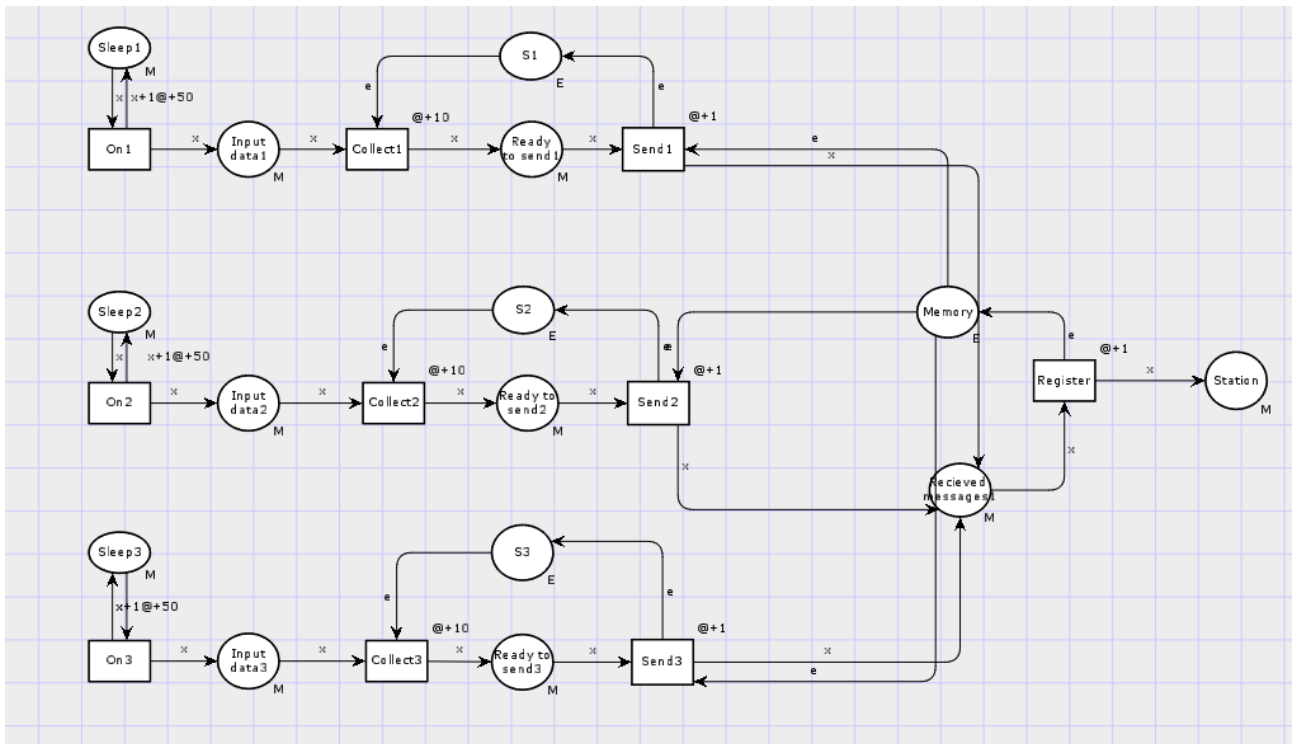 Sleep1
M
x
x+1@+50
On1
x
Input
data1
M
x
@+10
Collect1
e
S1
E
e
x
Ready
to send1
M
x
@+1
Send1
e
x
Sleep2
M
x
x+1@+50
On2
x
Input
data2
M
x
@+10
Collect2
e
S2
E
e
x
Ready to
send2
M
x
@+1
Send2
e
x
Memory
E
e
@+1
Register
x
Station
M
x
Recieved
messages1
M
Sleep3
M
x+1@+50
On3
x
Input
data3
M
x
@+10
Collect3
e
S3
E
e
x
Ready to
send3
M
x
@+1
Send3
x
e